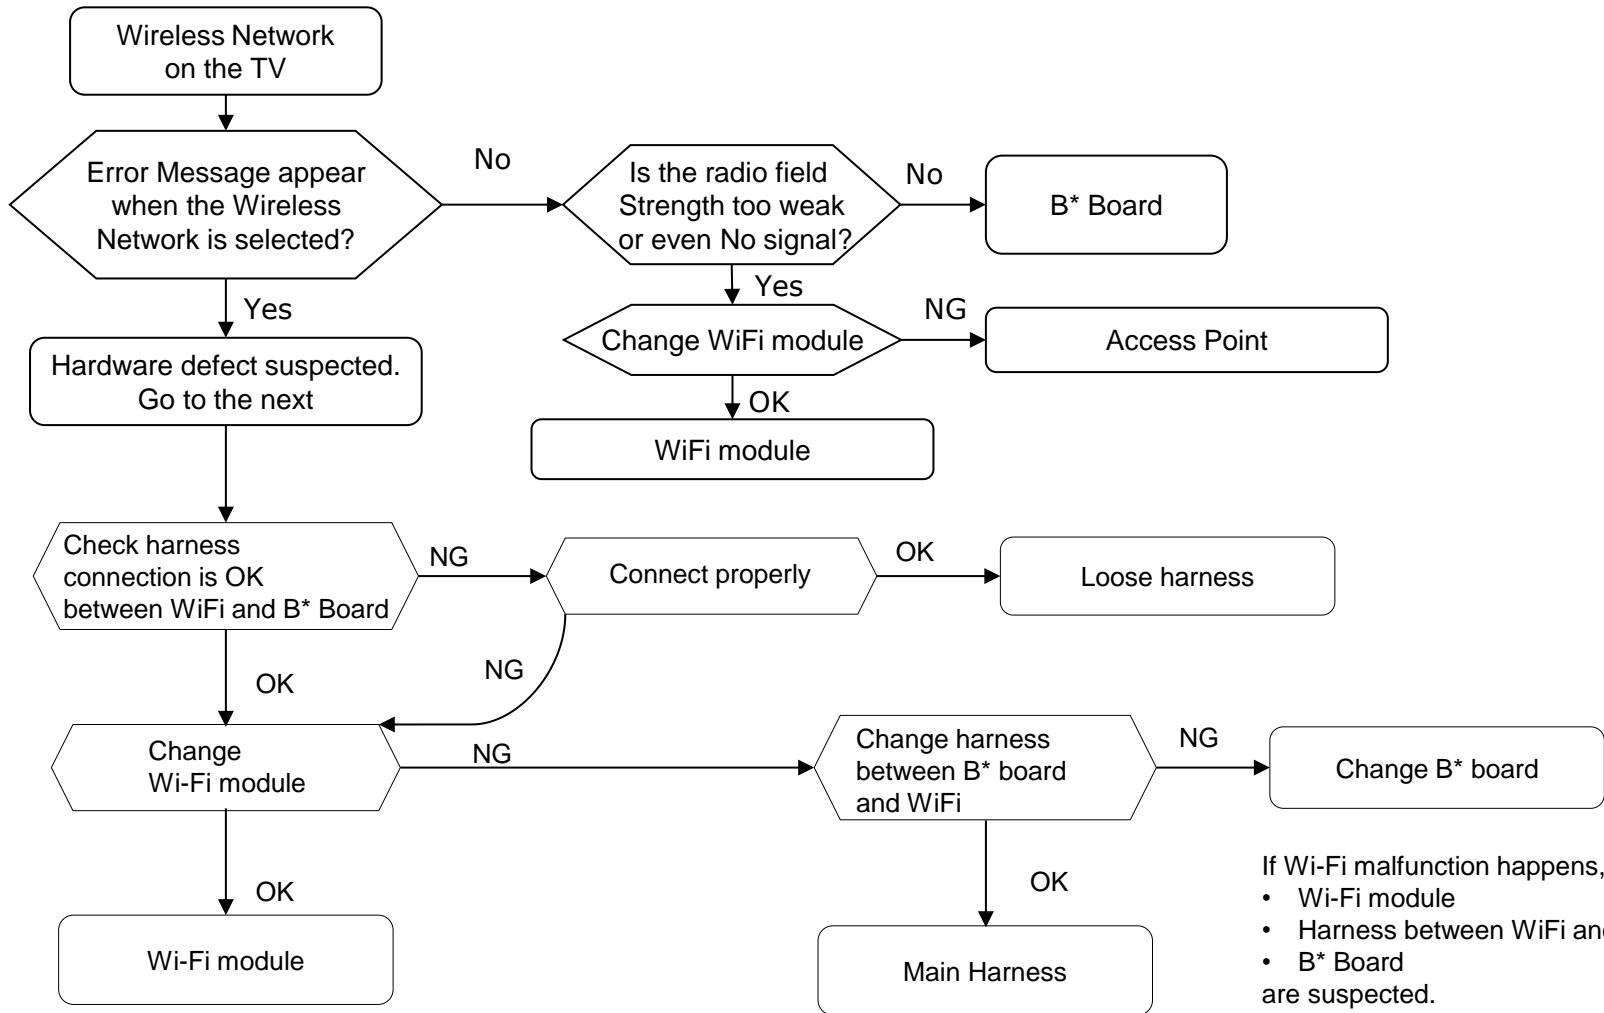 Wireless Network
on the TV
Error Message appear
when the Wireless
Network is selected?
No
Is the radio field
Strength too weak
or even No signal?
No
B* Board
Yes
Yes
Hardware defect suspected.
Go to the next
Change WiFi module
NG
Access Point
OK
WiFi module
Check harness
connection is OK
between WiFi and B* Board
NG
Connect properly
OK
Loose harness
NG
OK
Change
Wi-Fi module
NG
Change harness
between B* board
and WiFi
NG
Change B* board
OK
Wi-Fi module
OK
Main Harness
If Wi-Fi malfunction happens,
• Wi-Fi module
• Harness between WiFi
• B* Board
are suspected.